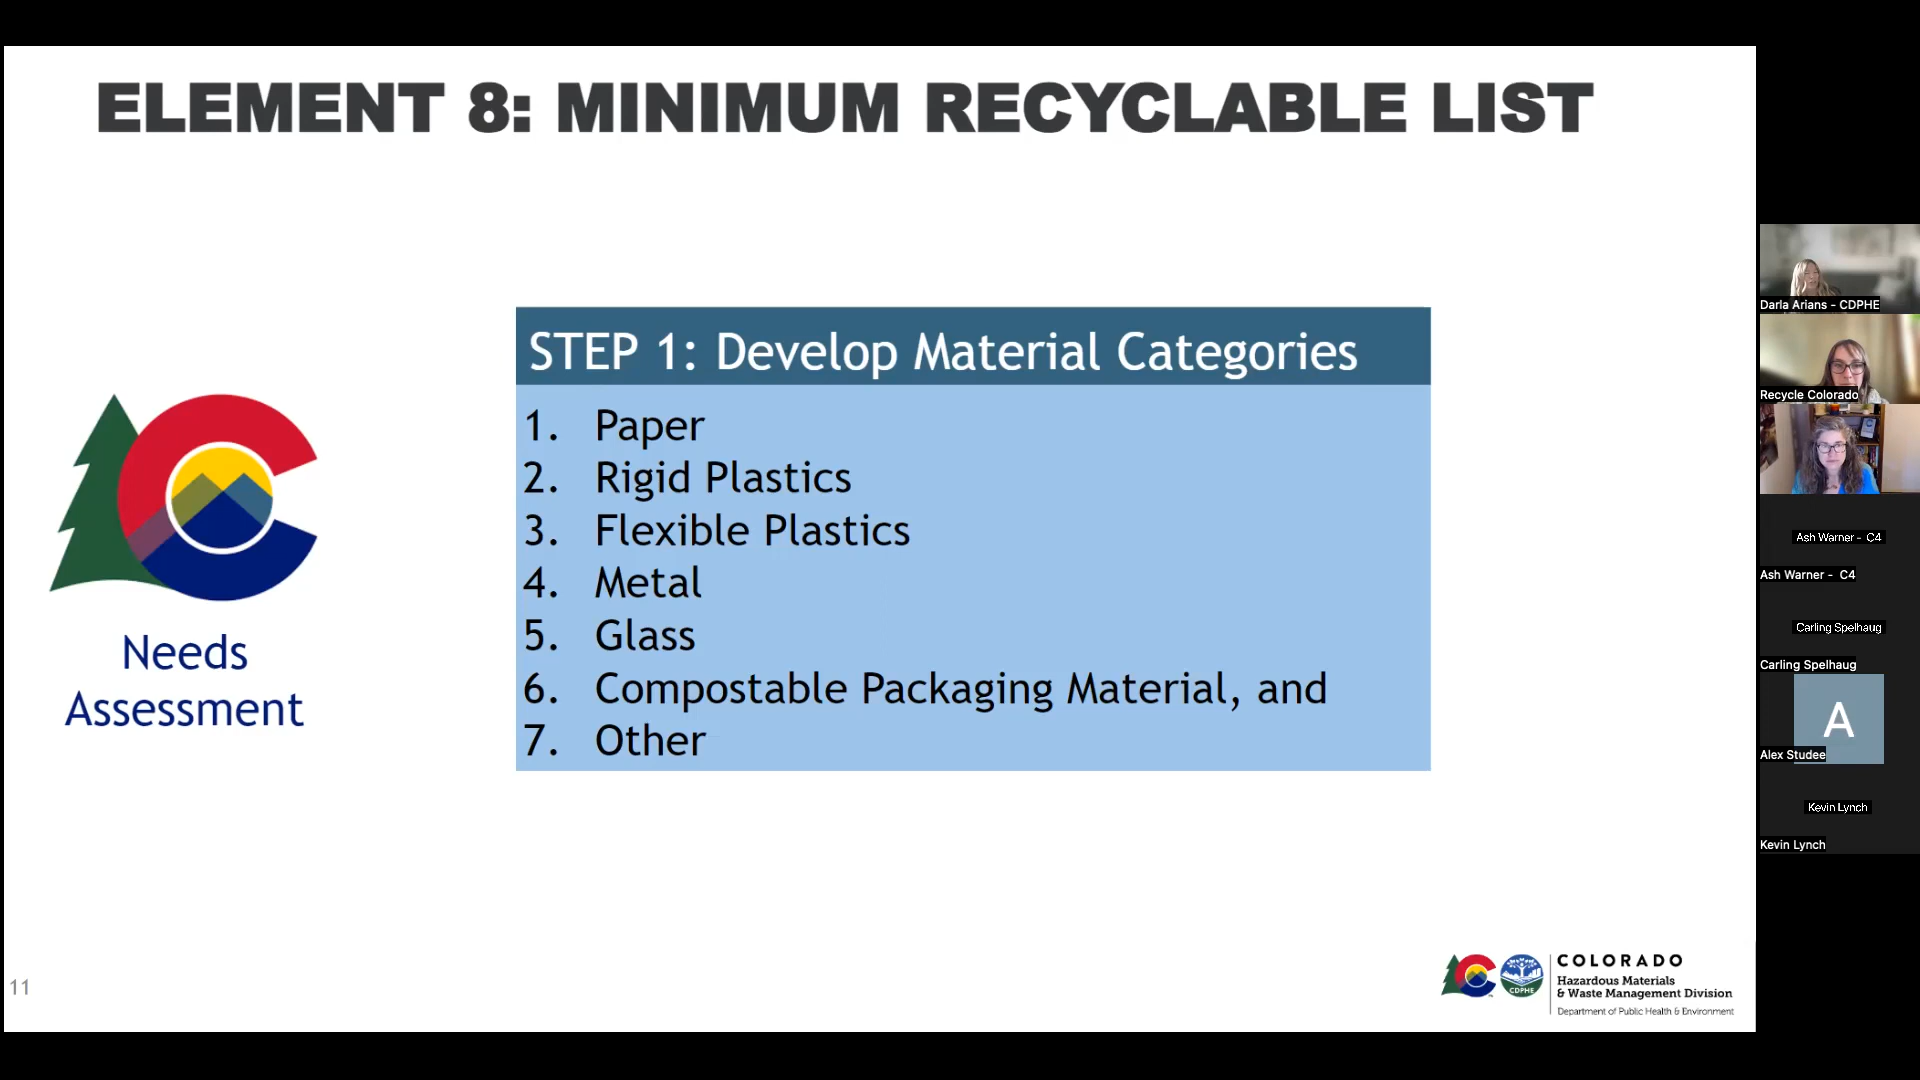 ELEMENT 8: MINIMUM RECYCLABLE LIST
Needs
Assessment
STEP 1: Develop Material Categories
1. Paper
2. Rigid Plastics
3. Flexible Plastics
4. Metal
5. Glass
6. Compostable Packaging Material, and
7. Other
11
CDPHE
COLORADO
Hazardous Materials
& Waste Management Division
Department of Public Health & Environment
Darla Arians - CDPHE
Recycle Colorado
Ash Warner - C4
Ash Warner - C4
Carling Spelhaug
Carling Spelhaug
A
Alex Studee
Kevin Lynch
Kevin Lynch